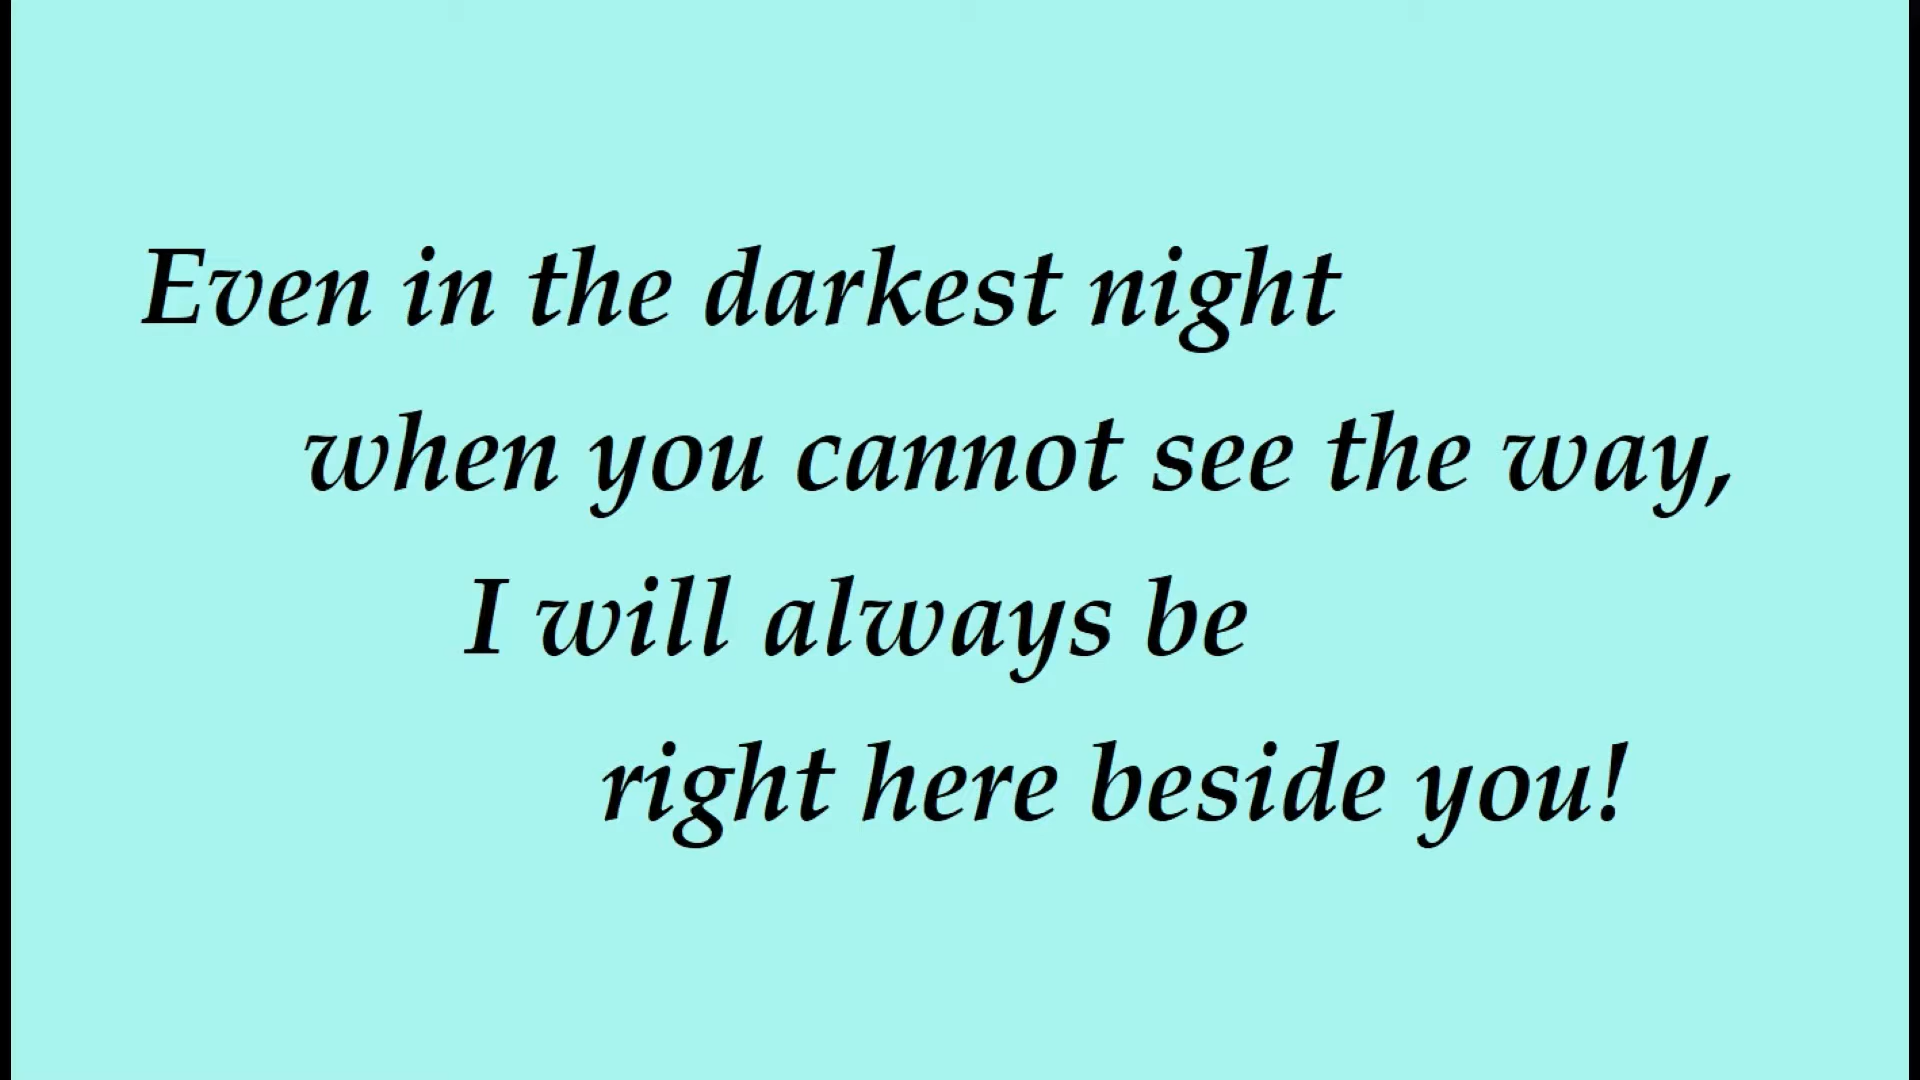 Even in the darkest night
when you cannot see the way,
I will always be
right here beside you!